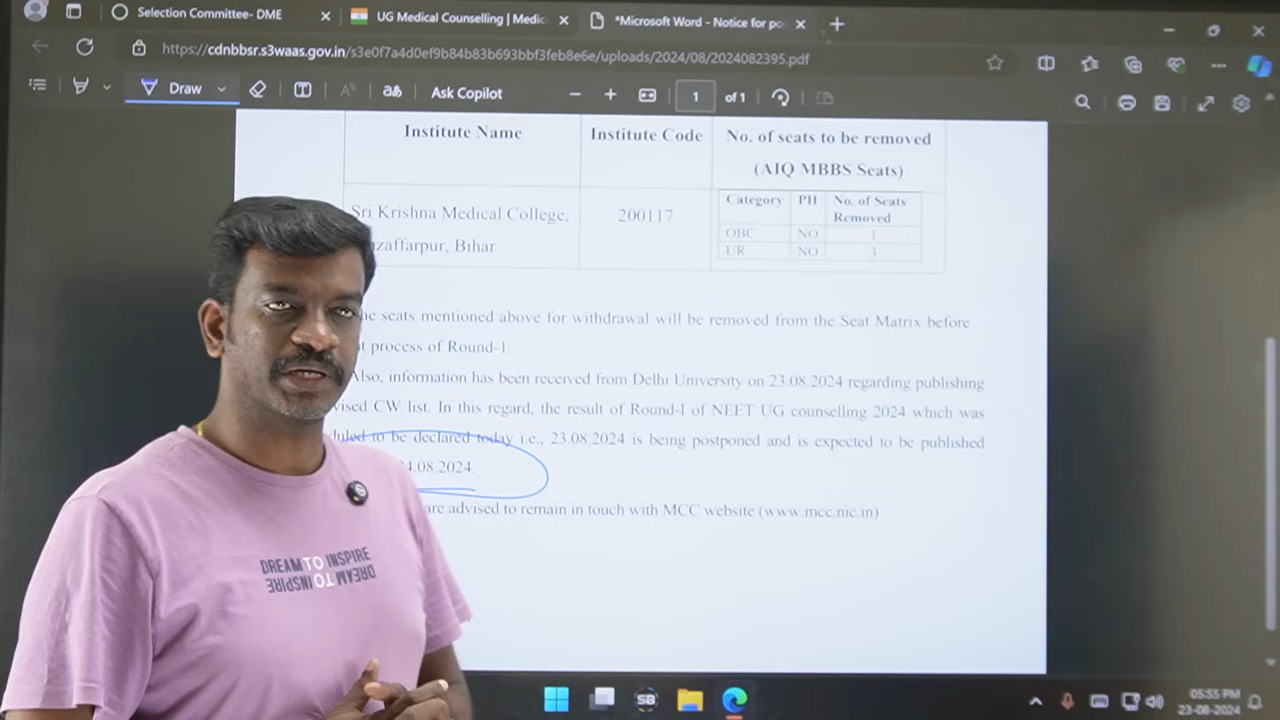 Selection Committee- DME
UG Medical Counselling | Medic
*Microsoft Word - Notice for po
https://cdnbbsr.s3waas.gov.in/s3e0f7a4d0ef9b84b83b693bbf3feb8e6e/uploads/2024/08/2024082395.pdf
Draw
aあ
Ask Copilot
1 of 1
Institute Name Institute Code No. of seats to be removed
(AIQ MBBS Seats)
Sri Krishna Medical College, 200117
zaffarpur, Bihar
Category PH No. of Seats
Removed
OBC NO 1
UR NO 3
he seats mentioned above for withdrawal will be removed from the Seat Matrix before
t process of Round-1.
Also, information has been received from Delhi University on 23.08.2024 regarding publishing
vised CW list. In this regard, the result of Round-1 of NEET UG counselling 2024 which was
duled to be declared today i.e., 23.08.2024 is being postponed and is expected to be published
4.08.2024.
are advised to remain in touch with MCC website (www.mcc.nic.in)
DREAM TO INSPIRE
DREAM TO INSPIRE
SB
05:55 PM
23-08-2024